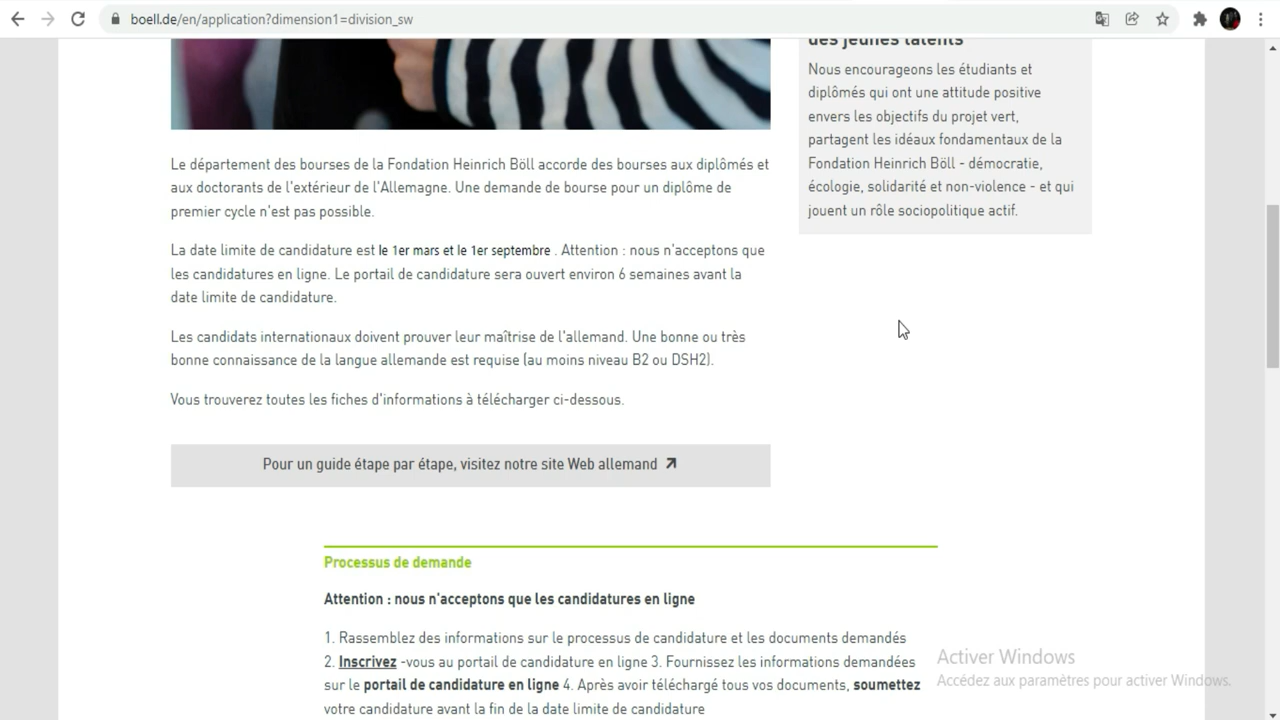 boell.de/en/application?dimension1=division_sw
des jeunes talents
Nous encourageons les étudiants et
diplômés qui ont une attitude positive
envers les objectifs du projet vert,
partagent les idéaux fondamentaux de la
Fondation Heinrich Böll - démocratie,
écologie, solidarité et non-violence - et qui
jouent un rôle sociopolitique actif.
Le département des bourses de la Fondation Heinrich Böll accorde des bourses aux diplômés et
aux doctorants de l'extérieur de l'Allemagne. Une demande de bourse pour un diplôme de
premier cycle n'est pas possible.
La date limite de candidature est le 1er mars et le 1er septembre . Attention : nous n'acceptons que
les candidatures en ligne. Le portail de candidature sera ouvert environ 6 semaines avant la
date limite de candidature.
Les candidats internationaux doivent prouver leur maîtrise de l'allemand. Une bonne ou très
bonne connaissance de la langue allemande est requise (au moins niveau B2 ou DSH2).
Vous trouverez toutes les fiches d'informations à télécharger ci-dessous.
Pour un guide étape par étape, visitez notre site Web allemand
Processus de demande
Attention : nous n'acceptons que les candidatures en ligne
1. Rassemblez des informations sur le processus de candidature et les documents demandés
2. Inscrivez -vous au portail de candidature en ligne 3. Fournissez les informations demandées
sur le portail de candidature en ligne 4. Après avoir téléchargé tous vos documents, soumettez
votre candidature avant la fin de la date limite de candidature
Activer Windows
Accédez aux paramètres pour activer Windows.